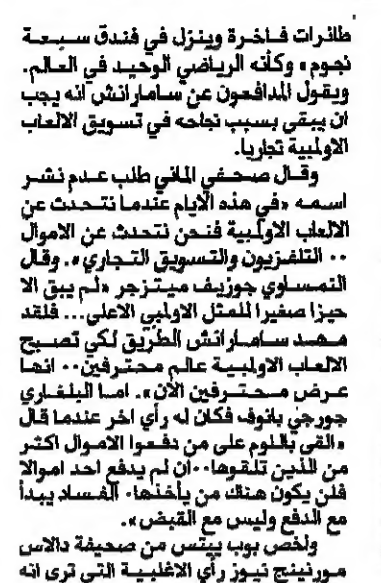 طائرات فاخرة وينزل في فندق سبعة
نجوم» وكأنه الرياضي الوحيد في العالم.
ويقول المدافعون عن سامارانش انه يجب
ان يبقى بسبب نجاحه في تسويق الالعاب
الاولمبية تجاريا.
وقال صحفي الماني طلب عدم نشر
اسمه «في هذه الايام عندما نتحدث عن
الالعاب الاولمبية فنحن نتحدث عن الاموال
.. التلفزيون والتسويق التجاري». وقال
النمساوي جوزيف ميتزجر «لم يبق الا
حيزا صغيرا للمثل الاولمبي الاعلى... فلقد
مهد سامارانش الطريق لكي تصبح
الالعاب الاولمبية عالم محترفين.. انها
عرض محترفين الآن». اما البلغاري
جورجي بانوف فكان له رأي اخر عندما قال
«القي باللوم على من دفعوا الاموال اكثر
من الذين تلقوها..ان لم يدفع احد اموالا
فلن يكون هناك من يأخذها. الفساد يبدأ
مع الدفع وليس مع القبض».
ولخص بوب ييتس من صحيفة دالاس
مورنينج نيوز رأي الاغلبية التي ترى انه